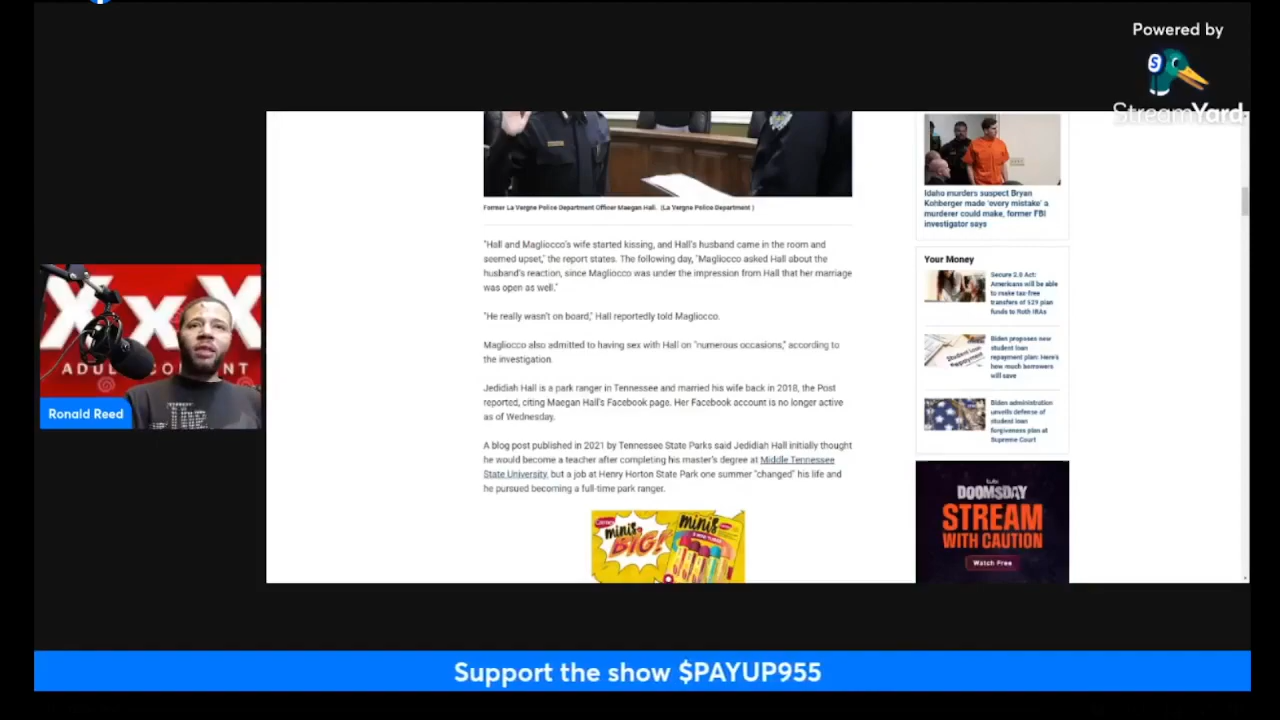 Powered by
StreamYard
Former La Vergne Police Department Officer Maegan Hall. (La Vergne Police Department )
"Hall and Magliocco's wife started kissing, and Hall's husband came in the room and
seemed upset," the report states. The following day, "Magliocco asked Hall about the
husband's reaction, since Magliocco was under the impression from Hall that her marriage
was open as well."
"He really wasn't on board," Hall reportedly told Magliocco.
Magliocco also admitted to having sex with Hall on "numerous occasions," according to
the investigation.
Jedidiah Hall is a park ranger in Tennessee and married his wife back in 2018, the Post
reported, citing Maegan Hall's Facebook page. Her Facebook account is no longer active
as of Wednesday.
A blog post published in 2021 by Tennessee State Parks said Jedidiah Hall initially thought
he would become a teacher after completing his master's degree at Middle Tennessee
State University, but a job at Henry Horton State Park one summer "changed" his life and
he pursued becoming a full-time park ranger.
minis
BIG!
minis
Idaho murders suspect Bryan
Kohberger made 'every mistake' a
murderer could make, former FBI
investigator says
Your Money
Secure 2.0 Act:
Americans will be able
to make tax-free
transfers of 529 plan
funds to Roth IRAs
Student Loan
Biden proposes new
student loan
repayment plan: Here's
how much borrowers
will save
Biden administration
unveils defense of
student loan
forgiveness plan at
Supreme Court
tubi
DOOMSDAY
STREAM
WITH CAUTION
Watch Free
XXX
ADUL CONTENT
Ronald Reed
Support the show $PAYUP955